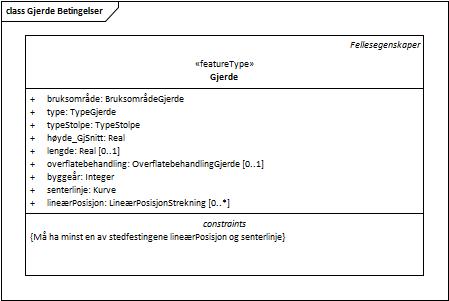 class Gjerde Betingelser
Fellesegenskaper
«featureType»
Gjerde
+ bruksområde: BruksområdeGjerde
+ type: TypeGjerde
+ typeStolpe: TypeStolpe
+ høyde_GjSnitt: Real
+ lengde: Real [0..1]
+ overflatebehandling: OverflatebehandlingGjerde [0..1]
+ byggeår: Integer
+ senterlinje: Kurve
+ lineærPosisjon: LineærPosisjonStrekning [0..*]
constraints
{Må ha minst en av stedfestingene lineærPosisjon og senterlinje}